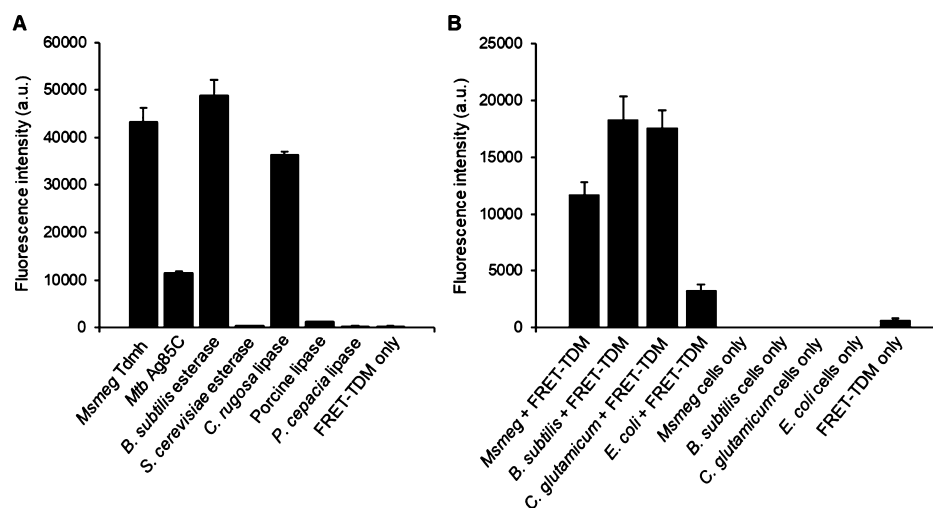 A
Fluorescence intensity (a.u.)
60000
50000
40000
30000
20000
10000
0
Msmeg Tdmh
Mtb Ag85C
B. subtilis esterase
S. cerevisiae esterase
C. rugosa lipase
Porcine lipase
P. cepacia lipase
FRET-TDM only
B
Fluorescence intensity (a.u.)
25000
20000
15000
10000
5000
0
Msmeg + FRET-TDM
B. subtilis + FRET-TDM
C. glutamicum + FRET-TDM
E. coli + FRET-TDM
Msmeg cells only
B. subtilis cells only
C. glutamicum cells only
E. coli cells only
FRET-TDM only